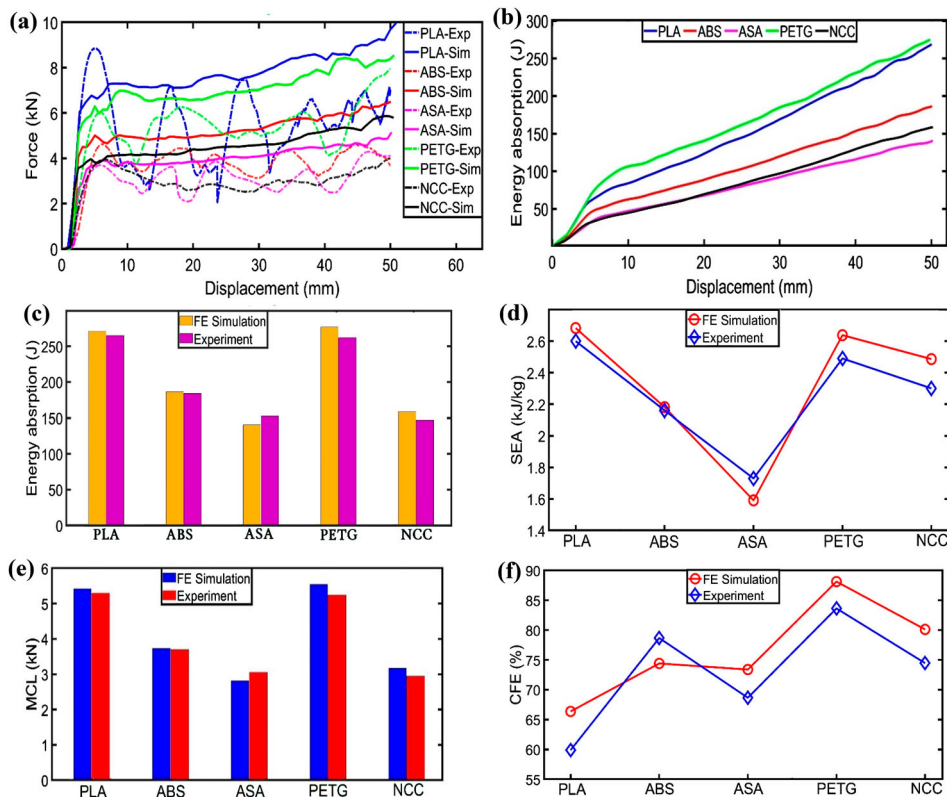 (a)
Force (kN)
10
8
6
4
2
0
0 10 20 30 40 50 60
Displacement (mm)
PLA-Exp
PLA-Sim
ABS-Exp
ABS-Sim
ASA-Exp
ASA-Sim
PETG-Exp
PETG-Sim
NCC-Exp
NCC-Sim
(b)
Energy absorption (J)
300
250
200
150
100
50
0 10 20 30 40 50
Displacement (mm)
PLA ABS ASA PETG NCC
(c)
Energy absrption (J)
250
200
150
100
50
0
PLA ABS ASA PETG NCC
FE Simulation
Experiment
(d)
SEA (kJ/kg)
2.6
2.4
2.2
2
1.8
1.6
1.4
PLA ABS ASA PETG NCC
FE Simulation
Experiment
(e)
MCL (kN)
6
5
4
3
2
1
0
PLA ABS ASA PETG NCC
FE Simulation
Experiment
(f)
CFE (%)
90
85
80
75
70
65
60
55
PLA ABS ASA PETG NCC
FE Simulation
Experiment